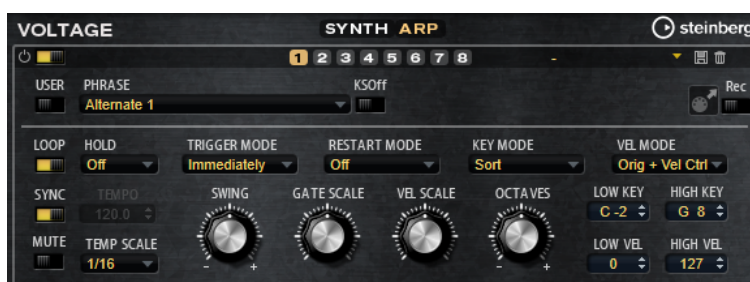 VOLTAGE SYNTH ARP steinberg
1 2 3 4 5 6 7 8 -
USER PHRASE KSOff Rec
Alternate 1
LOOP HOLD TRIGGER MODE RESTART MODE KEY MODE VEL MODE
Off Immediately Off Sort Orig + Vel Ctrl
SYNC TEMPO SWING GATE SCALE VEL SCALE OCTAVES LOW KEY HIGH KEY
120.0 C -2 G 8
MUTE TEMP SCALE LOW VEL HIGH VEL
1/16 - + 0 127